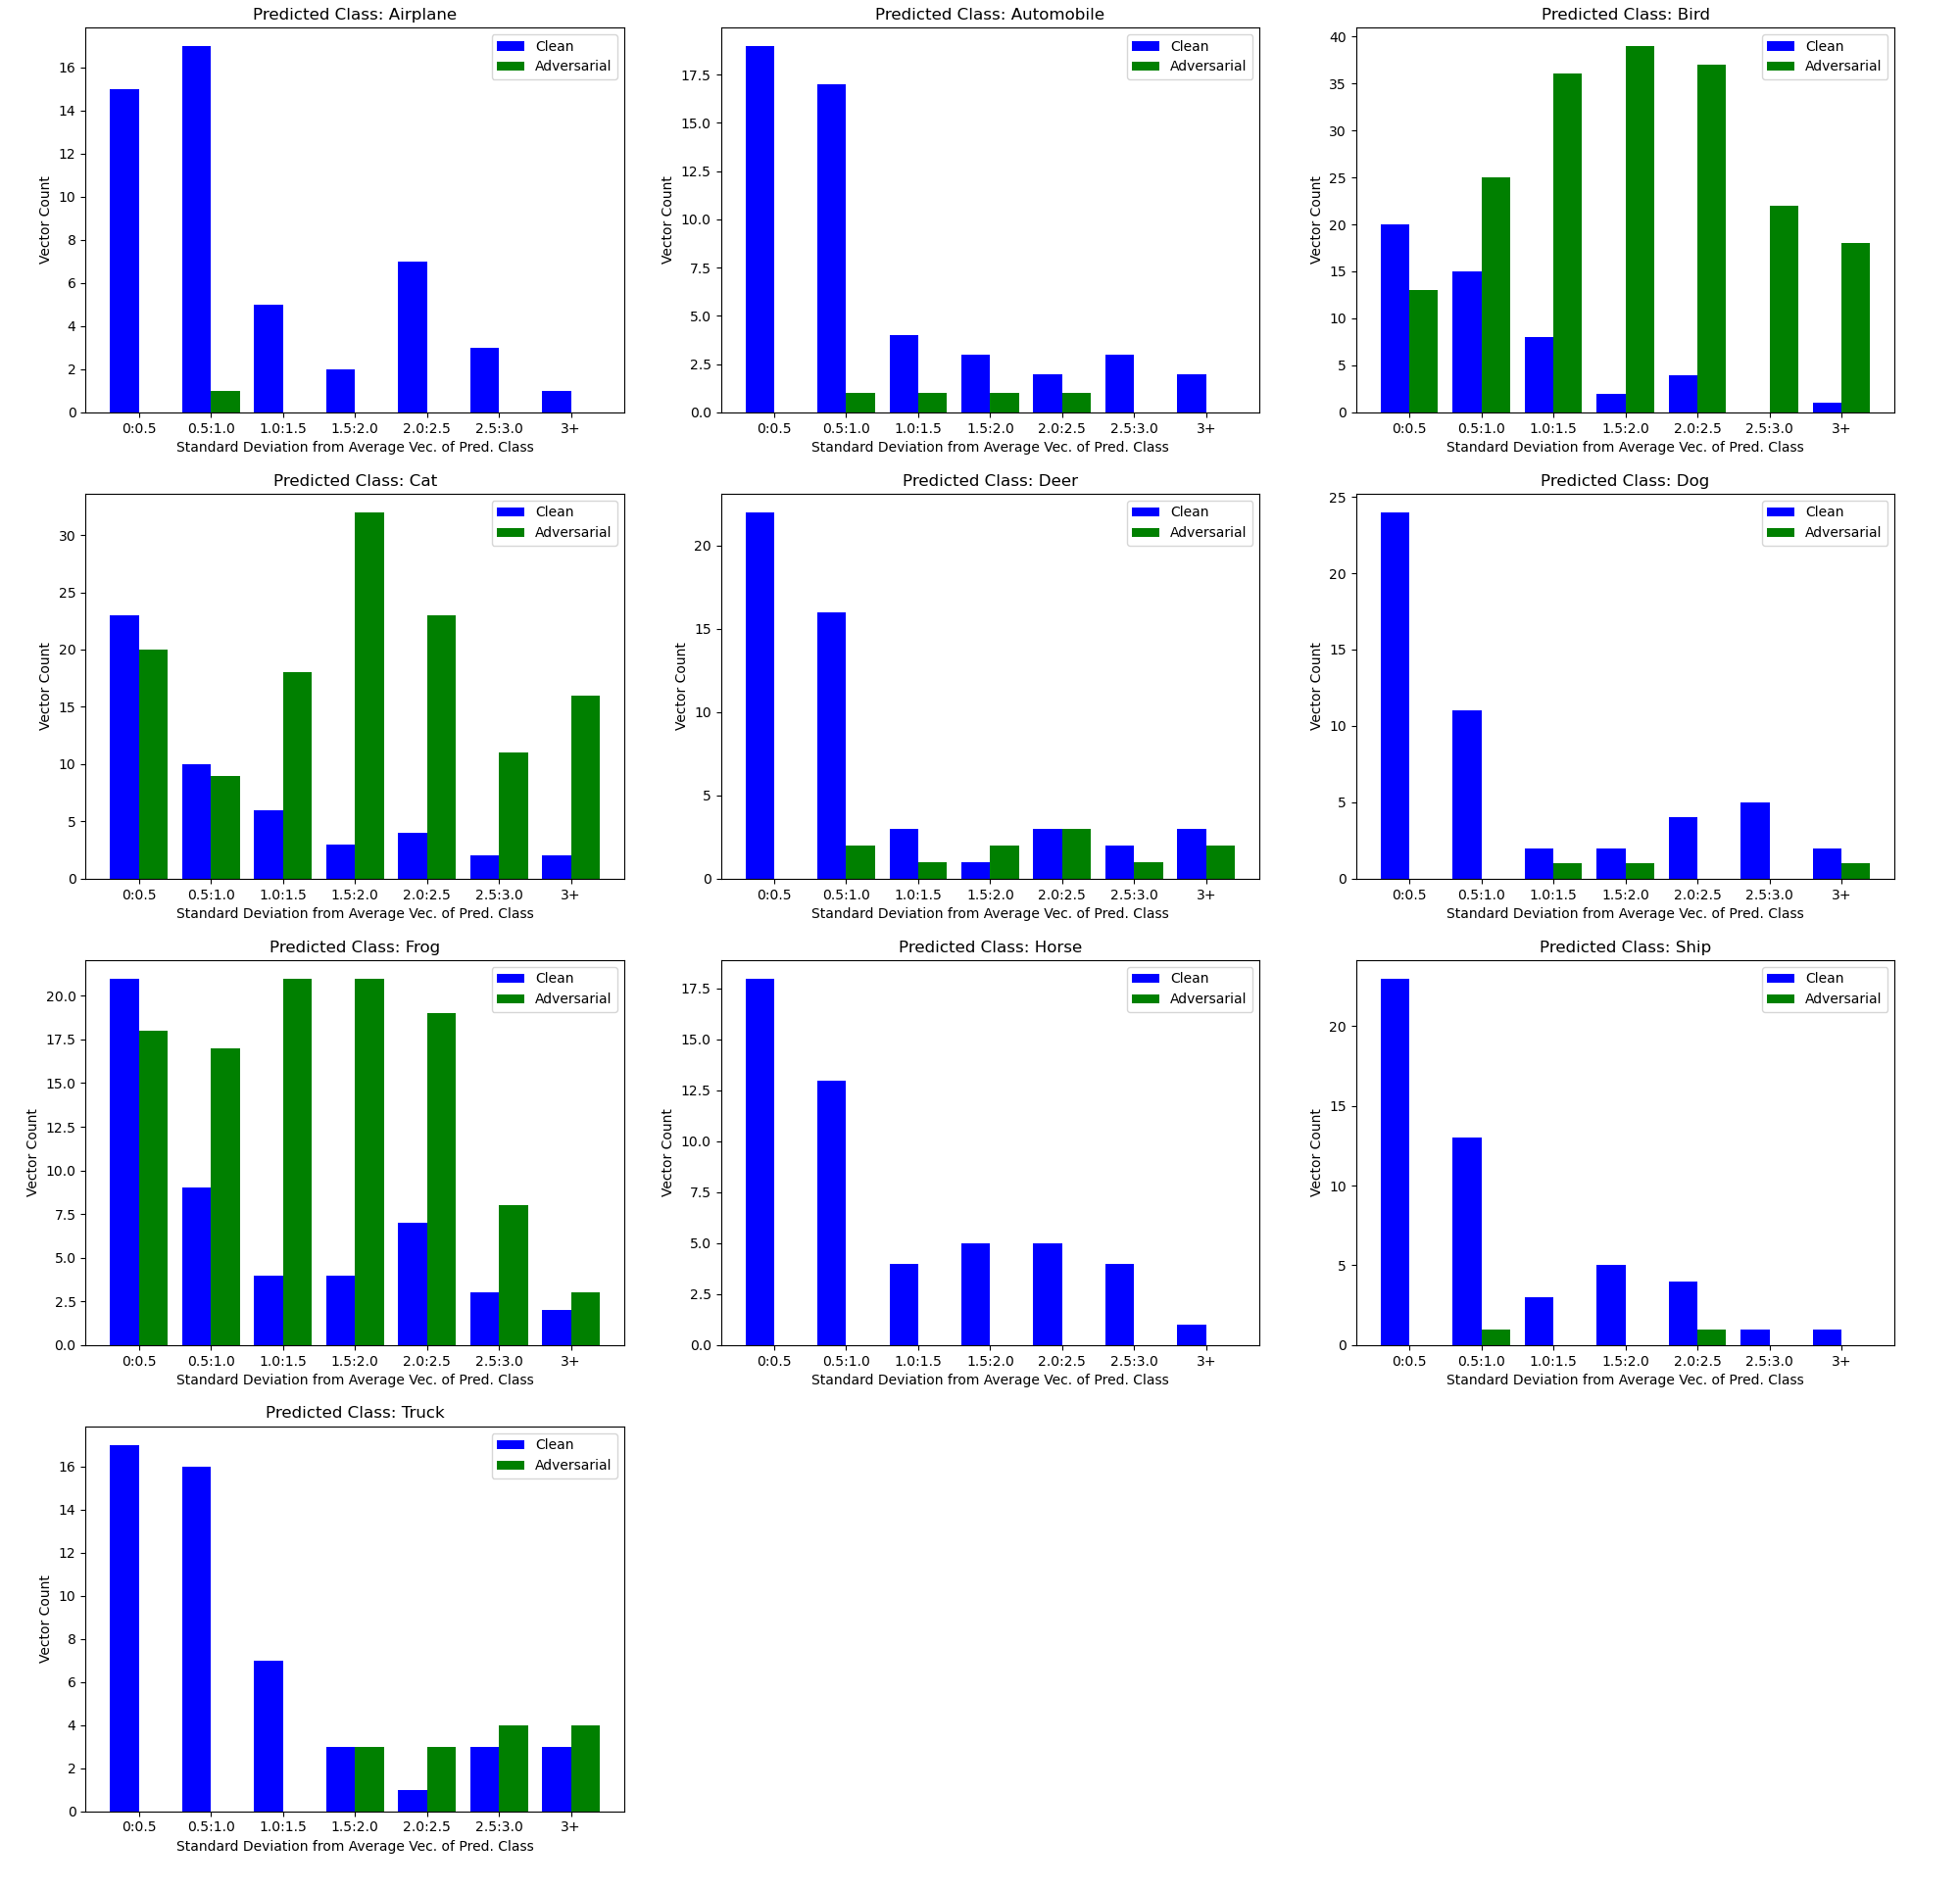 Predicted Class: Airplane
Clean
Adversarial
16
14
12
10
8
6
4
2
0
Vector Count
0:0.5 0.5:1.0 1.0:1.5 1.5:2.0 2.0:2.5 2.5:3.0 3+
Standard Deviation from Average Vec. of Pred. Class
Predicted Class: Automobile
Clean
Adversarial
17.5
15.0
12.5
10.0
7.5
5.0
2.5
0.0
Vector Count
0:0.5 0.5:1.0 1.0:1.5 1.5:2.0 2.0:2.5 2.5:3.0 3+
Standard Deviation from Average Vec. of Pred. Class
Predicted Class: Bird
Clean
Adversarial
40
35
30
25
20
15
10
5
0
Vector Count
0:0.5 0.5:1.0 1.0:1.5 1.5:2.0 2.0:2.5 2.5:3.0 3+
Standard Deviation from Average Vec. of Pred. Class
Predicted Class: Cat
Clean
Adversarial
30
25
20
15
10
5
0
Vector Count
0:0.5 0.5:1.0 1.0:1.5 1.5:2.0 2.0:2.5 2.5:3.0 3+
Standard Deviation from Average Vec. of Pred. Class
Predicted Class: Deer
Clean
Adversarial
20
15
10
5
0
Vector Count
0:0.5 0.5:1.0 1.0:1.5 1.5:2.0 2.0:2.5 2.5:3.0 3+
Standard Deviation from Average Vec. of Pred. Class
Predicted Class: Dog
Clean
Adversarial
25
20
15
10
5
0
Vector Count
0:0.5 0.5:1.0 1.0:1.5 1.5:2.0 2.0:2.5 2.5:3.0 3+
Standard Deviation from Average Vec. of Pred. Class
Predicted Class: Frog
Clean
Adversarial
20.0
17.5
15.0
12.5
10.0
7.5
5.0
2.5
0.0
Vector Count
0:0.5 0.5:1.0 1.0:1.5 1.5:2.0 2.0:2.5 2.5:3.0 3+
Standard Deviation from Average Vec. of Pred. Class
Predicted Class: Horse
Clean
Adversarial
17.5
15.0
12.5
10.0
7.5
5.0
2.5
0.0
Vector Count
0:0.5 0.5:1.0 1.0:1.5 1.5:2.0 2.0:2.5 2.5:3.0 3+
Standard Deviation from Average Vec. of Pred. Class
Predicted Class: Ship
Clean
Adversarial
20
15
10
5
0
Vector Count
0:0.5 0.5:1.0 1.0:1.5 1.5:2.0 2.0:2.5 2.5:3.0 3+
Standard Deviation from Average Vec. of Pred. Class
Predicted Class: Truck
Clean
Adversarial
16
14
12
10
8
6
4
2
0
Vector Count
0:0.5 0.5:1.0 1.0:1.5 1.5:2.0 2.0:2.5 2.5:3.0 3+
Standard Deviation from Average Vec. of Pred. Class